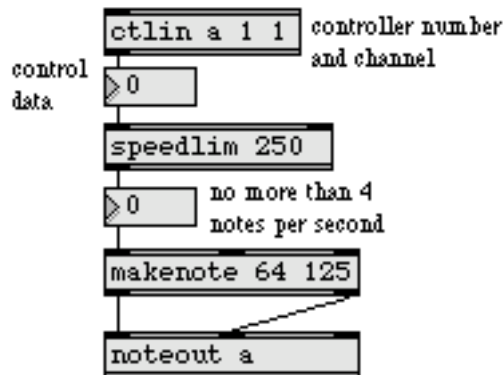 ctlin a 1 1
controller number
and channel
control
data
0
speedlim 250
0
no more than 4
notes per second
makenote 64 125
noteout a